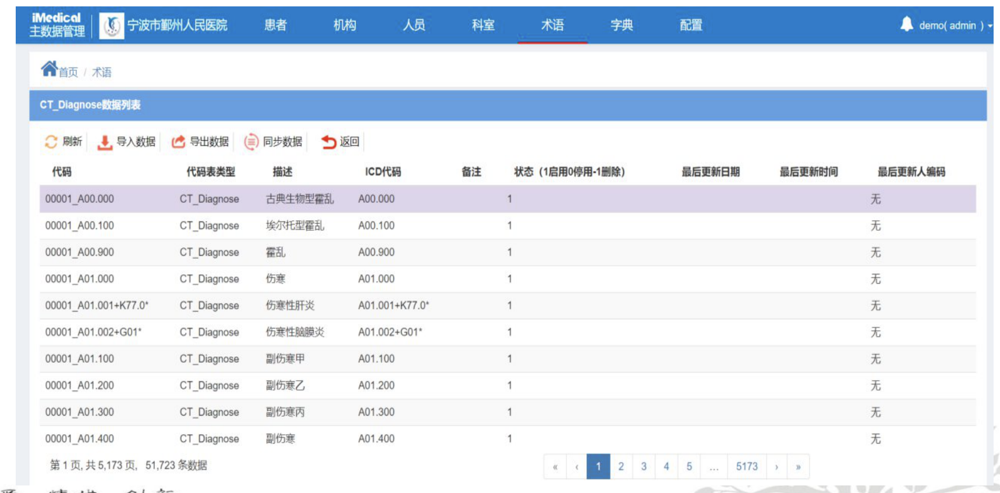 iMedical
主数据管理
宁波市鄞州人民医院 患者 机构 人员 科室 术语 字典 配置 demo( admin )
首页 / 术语
CT_Diagnose数据列表
刷新 导入数据 导出数据 同步数据 返回
代码 代码表类型 描述 ICD代码 备注 状态（1启用0停用-1删除） 最后更新日期 最后更新时间 最后更新人编码
00001_A00.000 CT_Diagnose 古典生物型霍乱 A00.000 1 无
00001_A00.100 CT_Diagnose 埃尔托型霍乱 A00.100 1 无
00001_A00.900 CT_Diagnose 霍乱 A00.900 1 无
00001_A01.000 CT_Diagnose 伤寒 A01.000 1 无
00001_A01.001+K77.0* CT_Diagnose 伤寒性肝炎 A01.001+K77.0* 1 无
00001_A01.002+G01* CT_Diagnose 伤寒性脑膜炎 A01.002+G01* 1 无
00001_A01.100 CT_Diagnose 副伤寒甲 A01.100 1 无
00001_A01.200 CT_Diagnose 副伤寒乙 A01.200 1 无
00001_A01.300 CT_Diagnose 副伤寒丙 A01.300 1 无
00001_A01.400 CT_Diagnose 副伤寒 A01.400 1 无
第 1 页, 共 5,173 页, 51,723 条数据 « ‹ 1 2 3 4 5 ... 5173 › »